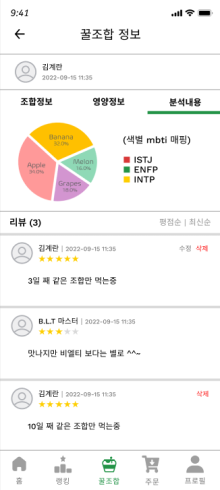 9:41
꿀조합 정보
김계란
2022-09-15 11:35
조합정보 영양정보 분석내용
Banana
Apple
Melon
Grapes
(색별 mbti 매핑)
ISTJ
ENFP
INTP
리뷰 (3) 평점순 | 최신순
김계란 | 2022-09-15 11:35 수정 삭제
3일 째 같은 조합만 먹는중
B.L.T 마스터 | 2022-09-15 11:35
맛나지만 비엘티 보다는 별로 ^^~
김계란 | 2022-09-15 11:35 삭제
10일 째 같은 조합만 먹는중
홈 랭킹 꿀조합 주문 프로필